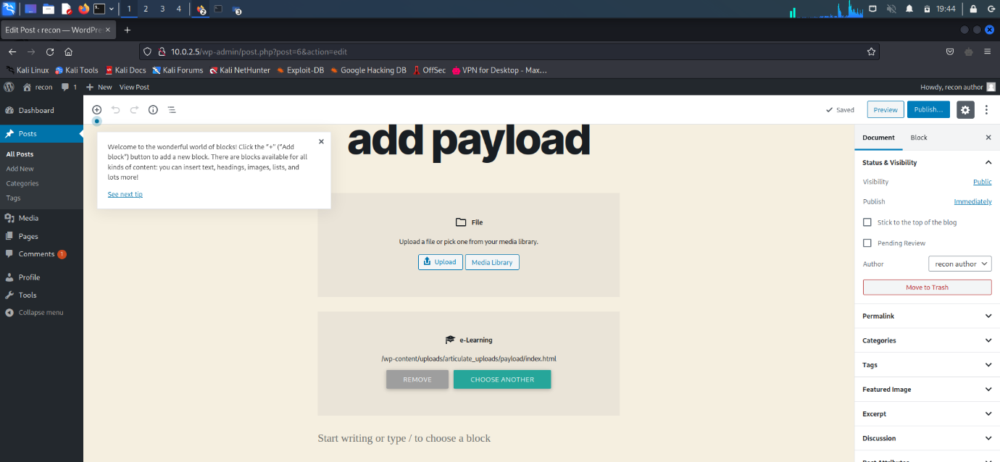 1 2 3 4 2 3 19:44
Edit Post ‹ recon — WordPre × +
10.0.2.5/wp-admin/post.php?post=6&action=edit
Kali Linux Kali Tools Kali Docs Kali Forums Kali NetHunter Exploit-DB Google Hacking DB OffSec VPN for Desktop - Max...
recon 1 New View Post Howdy, recon author
Dashboard
Posts
All Posts
Add New
Categories
Tags
Media
Pages
Comments 1
Profile
Tools
Collapse menu
Saved Preview Publish...
Welcome to the wonderful world of blocks! Click the “+” (“Add
block”) button to add a new block. There are blocks available for all
kinds of content: you can insert text, headings, images, lists, and
lots more!
See next tip
add payload
File
Upload a file or pick one from your media library.
Upload Media Library
e-Learning
/wp-content/uploads/articulate_uploads/payload/index.html
REMOVE CHOOSE ANOTHER
Start writing or type / to choose a block
Document Block
Status & Visibility
Visibility Public
Publish Immediately
Stick to the top of the blog
Pending Review
Author recon author
Move to Trash
Permalink
Categories
Tags
Featured Image
Excerpt
Discussion
Post Attributes